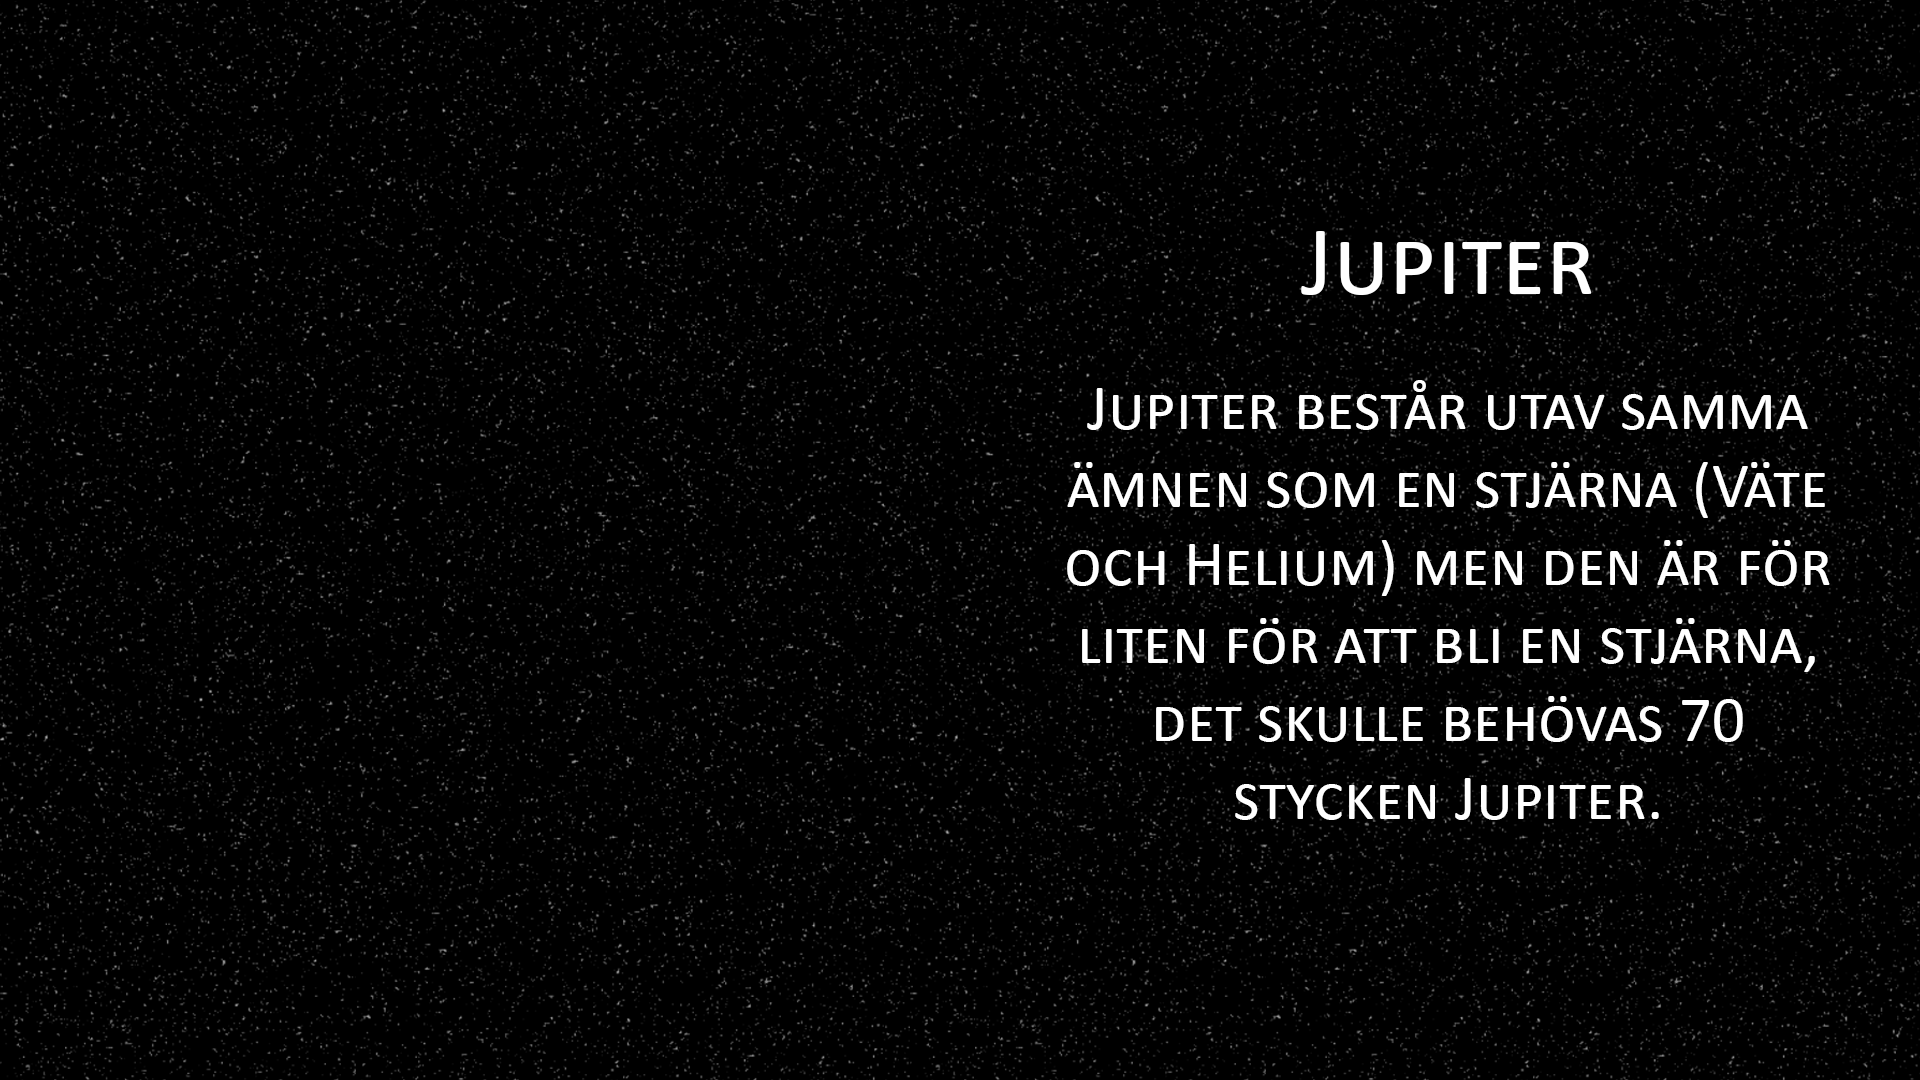 Jupiter
Jupiter består utav samma
ämnen som en stjärna (Väte
och Helium) men den är för
liten för att bli en stjärna,
det skulle behövas 70
stycken Jupiter.